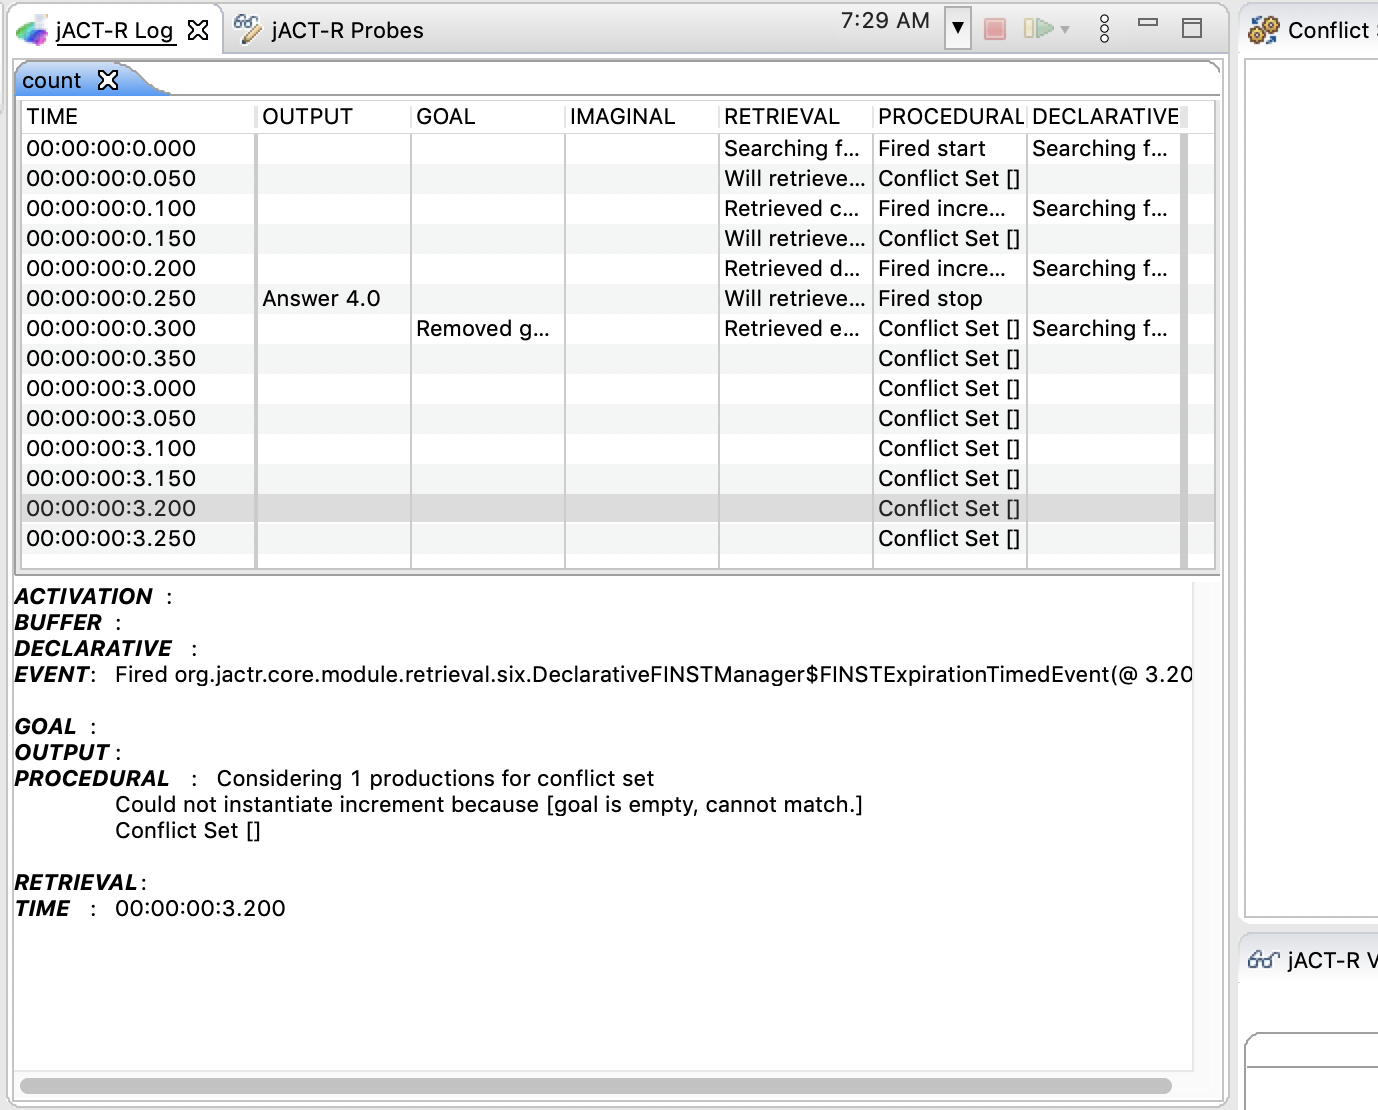 jACT-R Log
jACT-R Probes
7:29 AM
Conflict
count
TIME OUTPUT GOAL IMAGINAL RETRIEVAL PROCEDURAL DECLARATIVE
00:00:00:0.000 Searching f... Fired start Searching f...
00:00:00:0.050 Will retrieve... Conflict Set []
00:00:00:0.100 Retrieved c... Fired incre... Searching f...
00:00:00:0.150 Will retrieve... Conflict Set []
00:00:00:0.200 Retrieved d... Fired incre... Searching f...
00:00:00:0.250 Answer 4.0 Will retrieve... Fired stop
00:00:00:0.300 Removed g... Retrieved e... Conflict Set [] Searching f...
00:00:00:0.350 Conflict Set []
00:00:00:3.000 Conflict Set []
00:00:00:3.050 Conflict Set []
00:00:00:3.100 Conflict Set []
00:00:00:3.150 Conflict Set []
00:00:00:3.200 Conflict Set []
00:00:00:3.250 Conflict Set []
ACTIVATION :
BUFFER :
DECLARATIVE :
EVENT: Fired org.jactr.core.module.retrieval.six.DeclarativeFINSTManager$FINSTExpirationTimedEvent(@ 3.20
GOAL :
OUTPUT :
PROCEDURAL : Considering 1 productions for conflict set
Could not instantiate increment because [goal is empty, cannot match.]
Conflict Set []
RETRIEVAL :
TIME : 00:00:00:3.200
jACT-R V